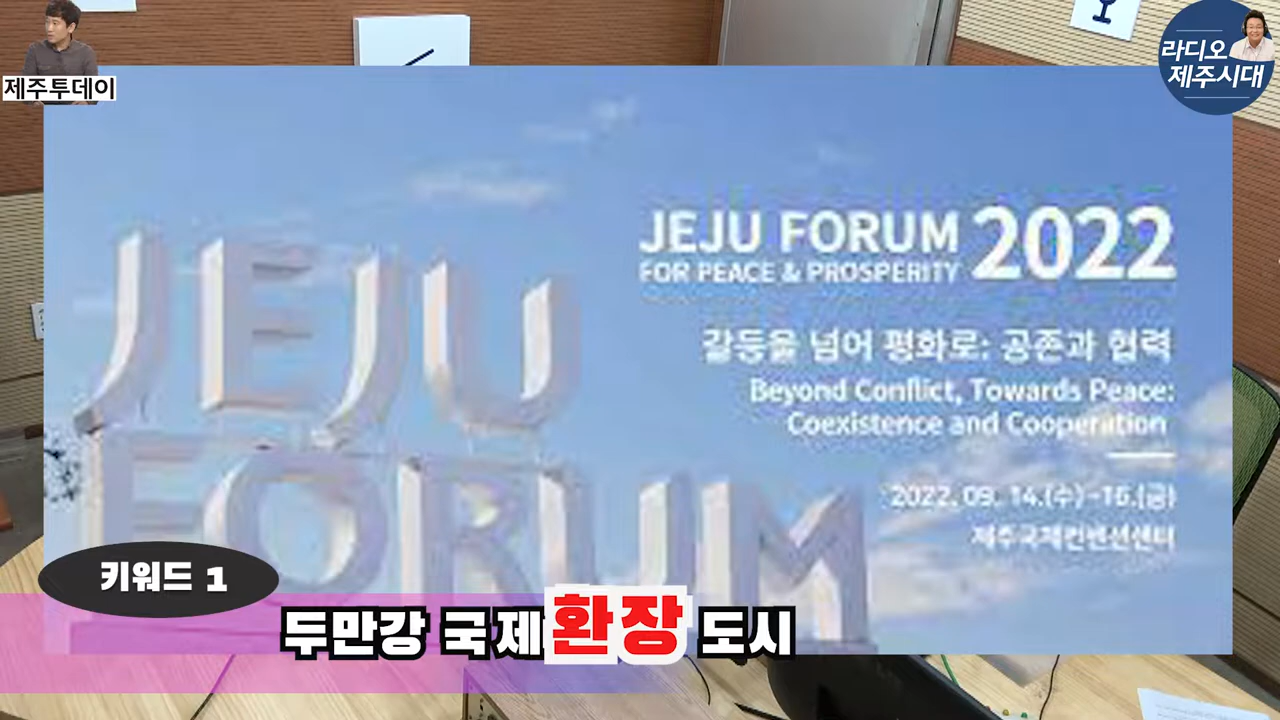 제주투데이
라디오
제주시대
JEJU
FORUM
JEJU FORUM 2022
FOR PEACE & PROSPERITY
갈등을 넘어 평화로: 공존과 협력
Beyond Conflict, Towards Peace:
Coexistence and Cooperation
2022. 09. 14.(수)~16.(금)
제주국제컨벤션센터
키워드 1
두만강 국제 환장 도시